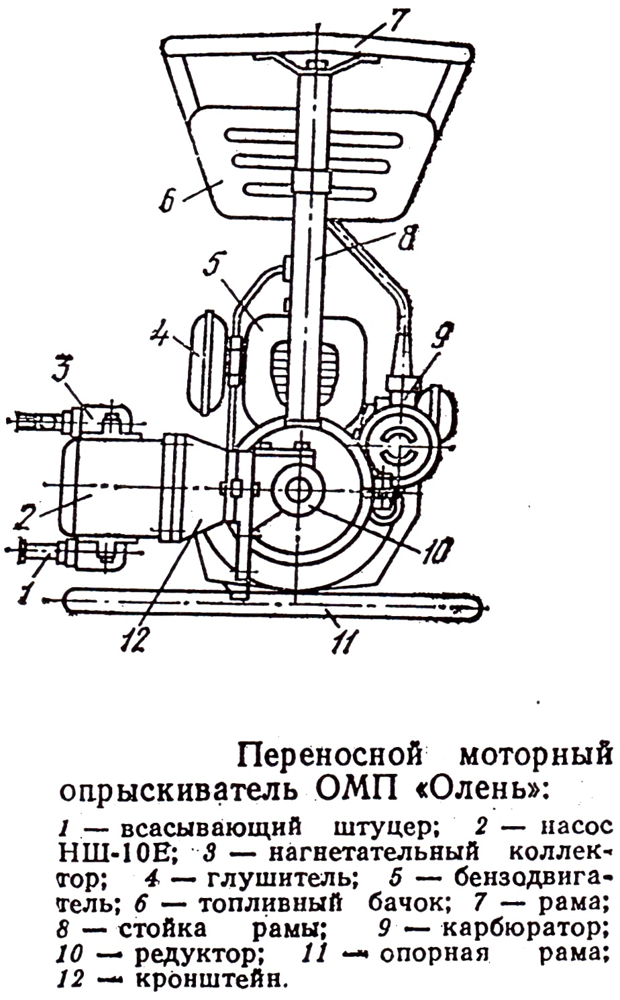 7
6
8
5
4
9
3
2
10
1
12
11
Переносной моторный
опрыскиватель ОМП «Олень»:
1 — всасывающий штуцер; 2 — насос
НШ-10Е; 3 — нагнетательный коллек-
тор; 4 — глушитель; 5 — бензодвига-
тель; 6 — топливный бачок; 7 — рама;
8 — стойка рамы; 9 — карбюратор;
10 — редуктор; 11 — опорная рама;
12 — кронштейн.